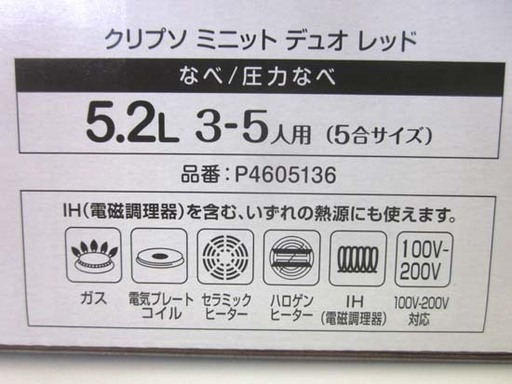 クリプソ ミニット デュオ レッド
なべ/圧力なべ
5.2L 3-5人用（5合サイズ）
品番：P4605136
IH（電磁調理器）を含む、いずれの熱源にも使えます。
100V-
200V
ガス
電気プレート
コイル
セラミック
ヒーター
ハロゲン
ヒーター
IH
（電磁調理器）
100V-200V
対応